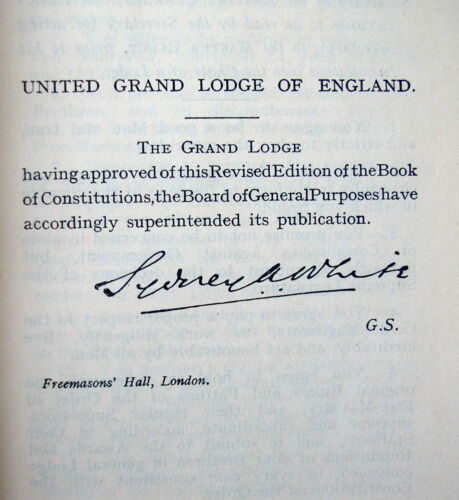 UNITED GRAND LODGE OF ENGLAND.
THE GRAND LODGE
having approved of this Revised Edition of the Book
of Constitutions, the Board of General Purposes have
accordingly superintended its publication.
Sydney A. White
G.S.
Freemasons' Hall, London.